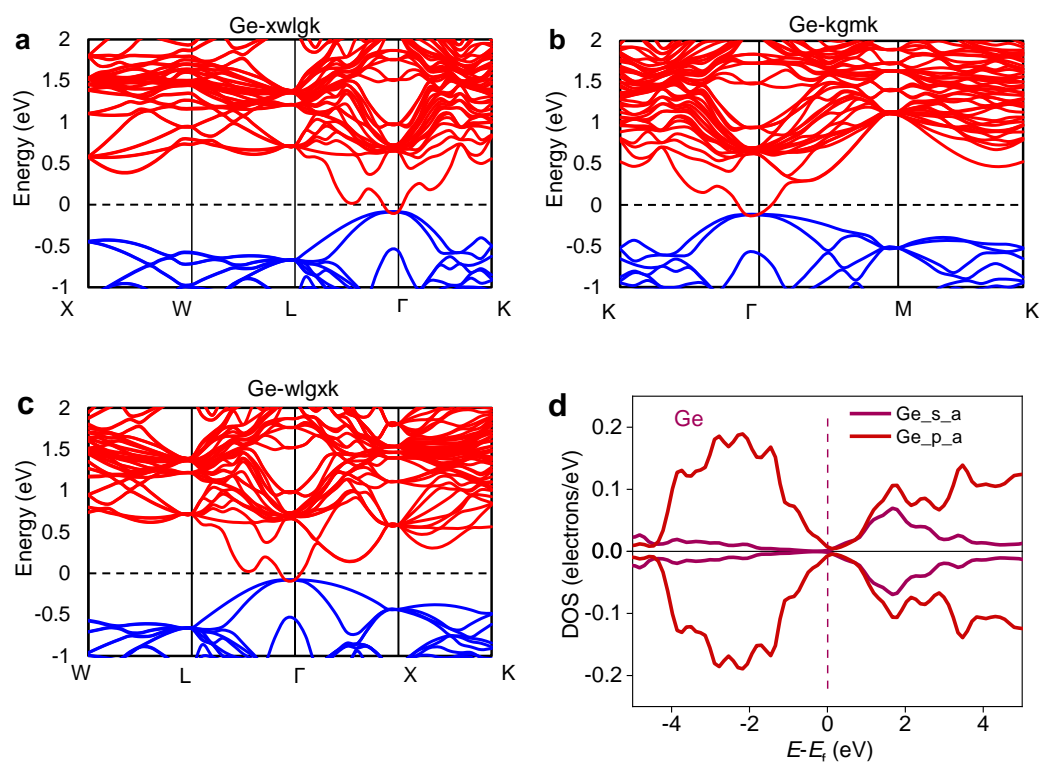 a
Ge-xwlgk
2
1.5
1
0.5
0
-0.5
-1
Energy (eV)
X
W
L
Γ
K
b
Ge-kgmk
2
1.5
1
0.5
0
-0.5
-1
Energy (eV)
K
Γ
M
K
c
Ge-wlgxk
2
1.5
1
0.5
0
-0.5
-1
Energy (eV)
W
L
Γ
X
K
d
Ge
Ge_s_a
Ge_p_a
0.2
0.1
0.0
-0.1
-0.2
DOS (electrons/eV)
-4
-2
0
2
4
E-Ef (eV)